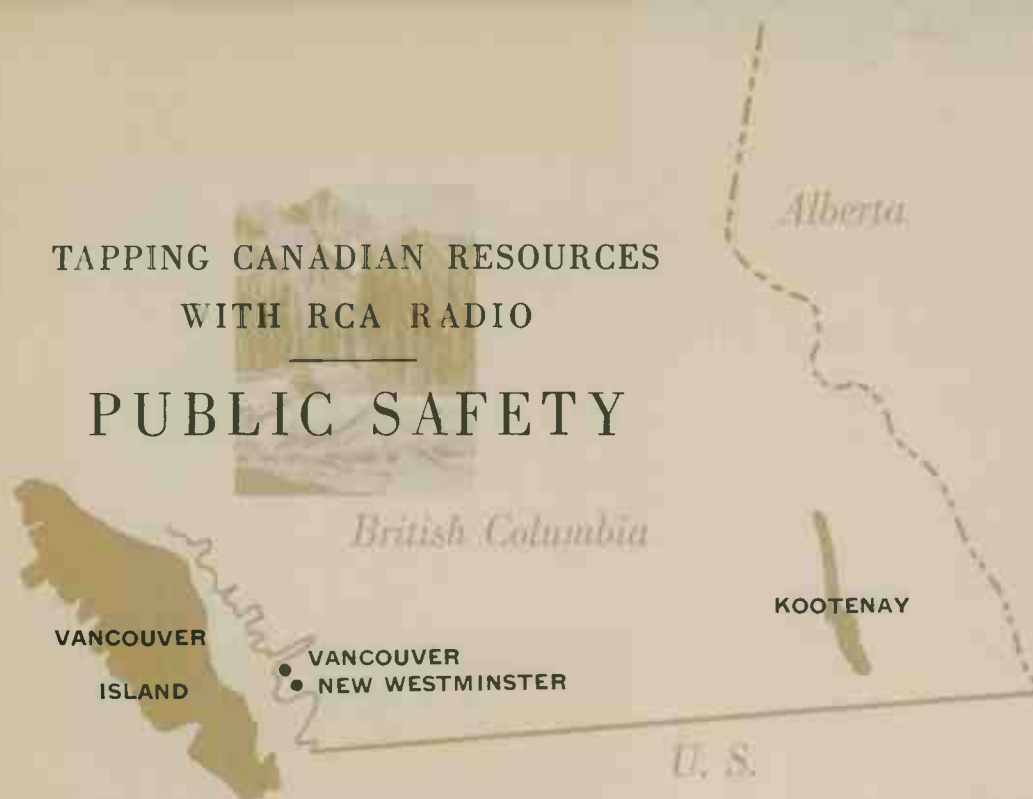 Alberta
TAPPING CANADIAN RESOURCES
WITH RCA RADIO
PUBLIC SAFETY
British Columbia
KOOTENAY
VANCOUVER
ISLAND
VANCOUVER
NEW WESTMINSTER
U. S.